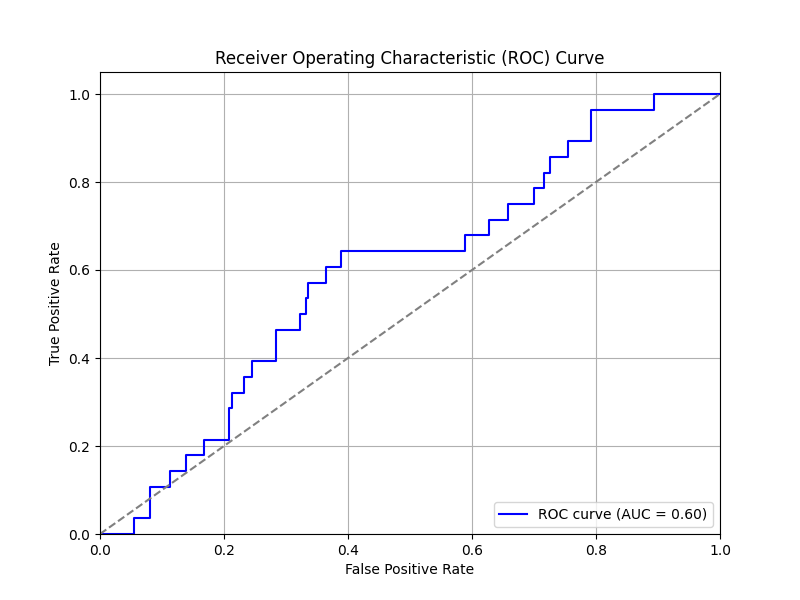 Receiver Operating Characteristic (ROC) Curve
True Positive Rate
1.0
0.8
0.6
0.4
0.2
0.0
0.0 0.2 0.4 0.6 0.8 1.0
False Positive Rate
ROC curve (AUC = 0.60)